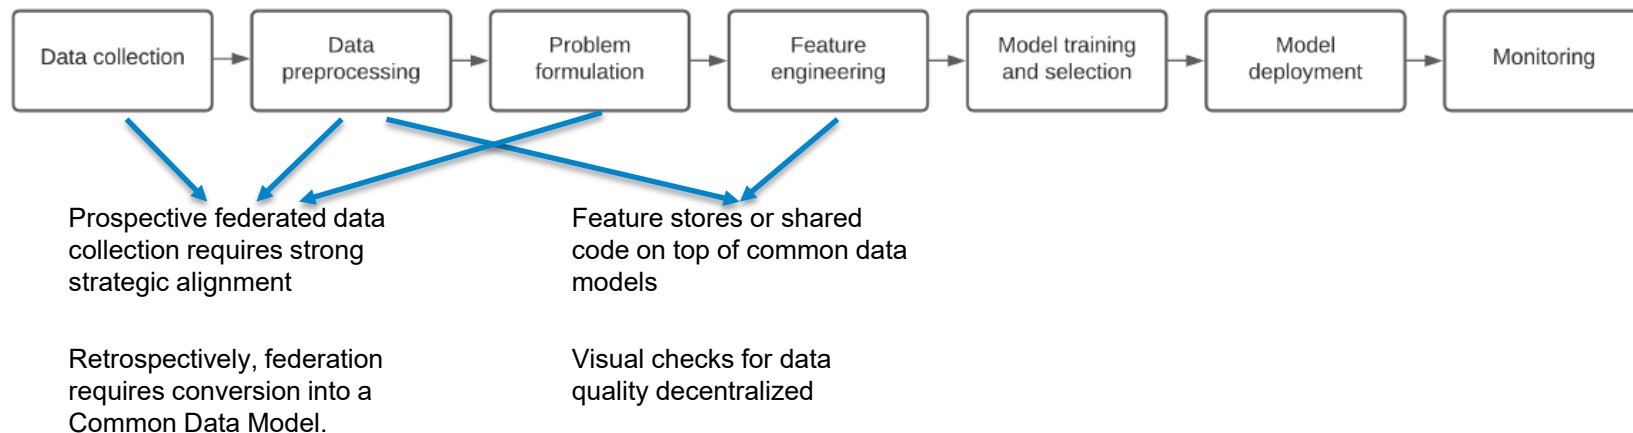 Data collection
Data
preprocessing
Problem
formulation
Feature
engineering
Model training
and selection
Model
deployment
Monitoring
Prospective federated data
collection requires strong
strategic alignment
Retrospectively, federation
requires conversion into a
Common Data Model.
Feature stores or shared
code on top of common data
models
Visual checks for data
quality decentralized